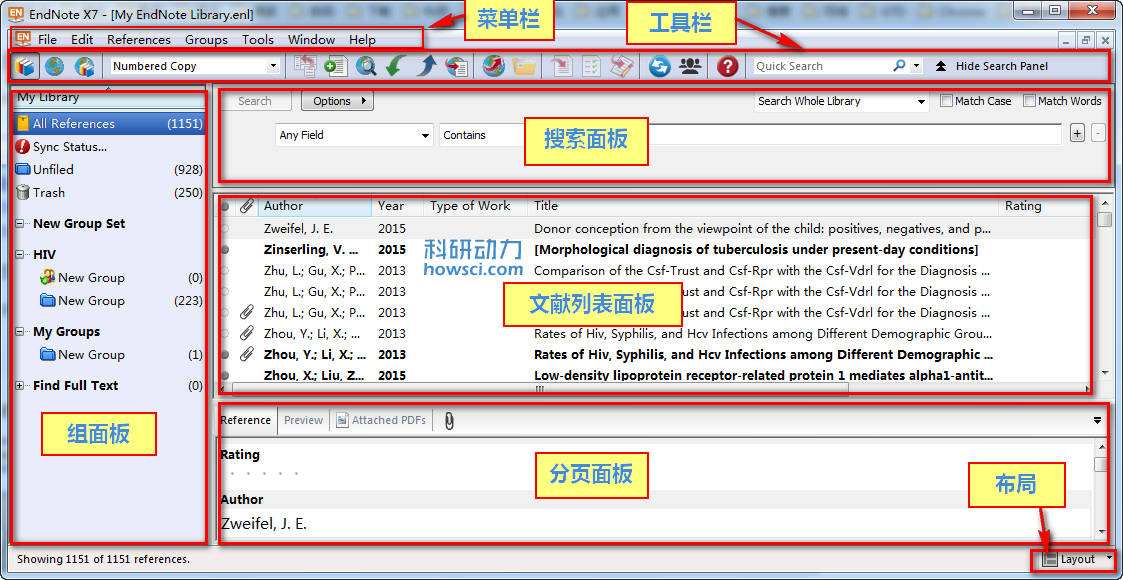 EndNote X7 - [My EndNote Library.enl]
菜单栏
工具栏
File Edit References Groups Tools Window Help
Numbered Copy
Quick Search
Hide Search Panel
My Library
All References (1151)
Sync Status...
Unfiled (928)
Trash (250)
New Group Set
HIV
New Group (0)
New Group (223)
My Groups
New Group (1)
Find Full Text (0)
组面板
Search Options Search Whole Library Match Case Match Words
Any Field Contains
搜索面板
Author Year Type of Work Title Rating
Zweifel, J. E. 2015 Donor conception from the viewpoint of the child: positives, negatives, and p...
Zinserling, V. ... 2015 [Morphological diagnosis of tuberculosis under present-day conditions]
Zhu, L.; Gu, X.; P... 2013 Comparison of the Csf-Trust and Csf-Rpr with the Csf-Vdrl for the Diagnosis ...
Zhu, L.; Gu, X.; P... 2013 Trust and Csf-Rpr with the Csf-Vdrl for the Diagnosis ...
Zhu, L.; Gu, X.; P... 2013 Trust and Csf-Rpr with the Csf-Vdrl for the Diagnosis ...
Zhou, Y.; Li, X.; ... 2013 Rates of Hiv, Syphilis, and Hcv Infections among Different Demographic Grou...
Zhou, Y.; Li, X.; ... 2015 Rates of Hiv, Syphilis, and Hcv Infections among Different Demographic ...
Zhou, X.; Liu, Z... 2015 Low-density lipoprotein receptor-related protein 1 mediates alpha1-antit...
科研动力
howsci.com
文献列表面板
Reference Preview Attached PDFs
Rating
Author
Zweifel, J. E.
分页面板
布局
Showing 1151 of 1151 references.
Layout